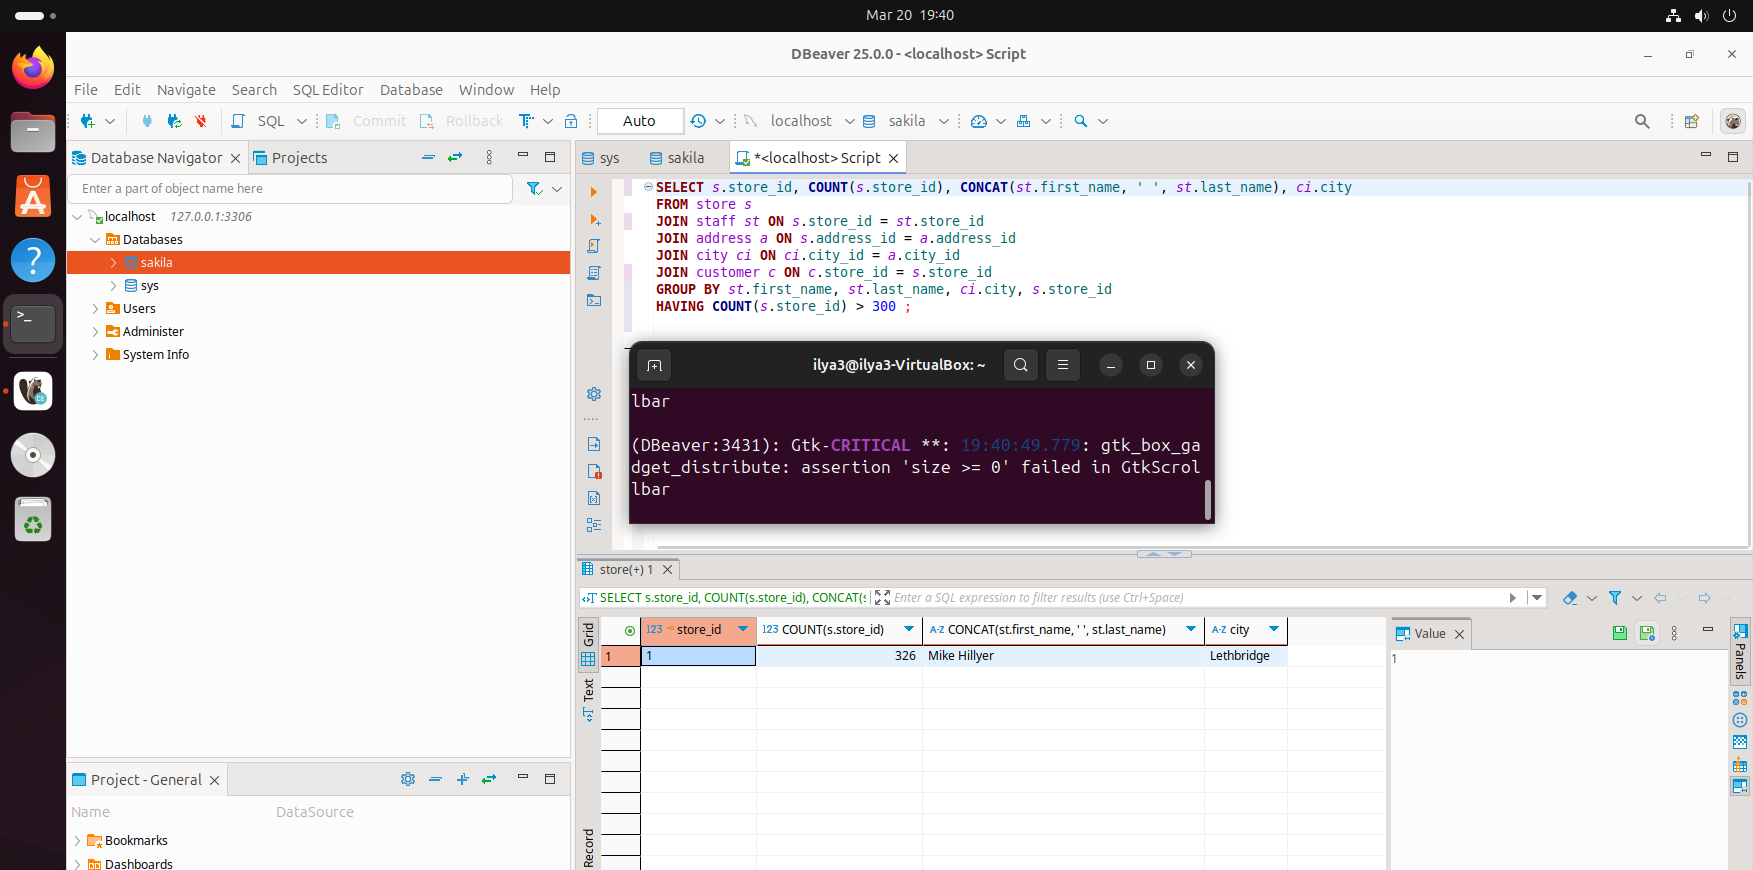 Mar 20 19:40
DBeaver 25.0.0 - <localhost> Script
File Edit Navigate Search SQL Editor Database Window Help
SQL Commit Rollback Auto localhost sakila
Database Navigator Projects
Enter a part of object name here
localhost 127.0.0.1:3306
Databases
sakila
sys
Users
Administer
System Info
Project - General
Name DataSource
Bookmarks
Dashboards
sys sakila *<localhost> Script
SELECT s.store_id, COUNT(s.store_id), CONCAT(st.first_name, ' ', st.last_name), ci.city
FROM store s
JOIN staff st ON s.store_id = st.store_id
JOIN address a ON s.address_id = a.address_id
JOIN city ci ON ci.city_id = a.city_id
JOIN customer c ON c.store_id = s.store_id
GROUP BY st.first_name, st.last_name, ci.city, s.store_id
HAVING COUNT(s.store_id) > 300 ;
ilya3@ilya3-VirtualBox: ~
lbar
(DBeaver:3431): Gtk-CRITICAL **: 19:40:49.779: gtk_box_ga
dget_distribute: assertion 'size >= 0' failed in GtkScrol
lbar
store(+) 1
SELECT s.store_id, COUNT(s.store_id), CONCAT(s Enter a SQL expression to filter results (use Ctrl+Space)
Grid
Text
Record
123 store_id 123 COUNT(s.store_id) A-Z CONCAT(st.first_name, ' ', st.last_name) A-Z city
1 1 326 Mike Hillyer Lethbridge
Value
1
Panels